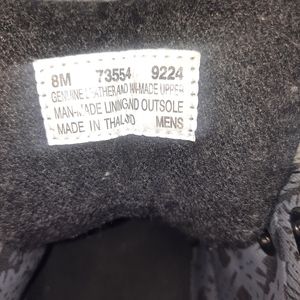 8M 73554 9224
GENUINE LEATHER AND MAN-MADE UPPER
MAN-MADE LINING AND OUTSOLE
MADE IN THAILAND MENS